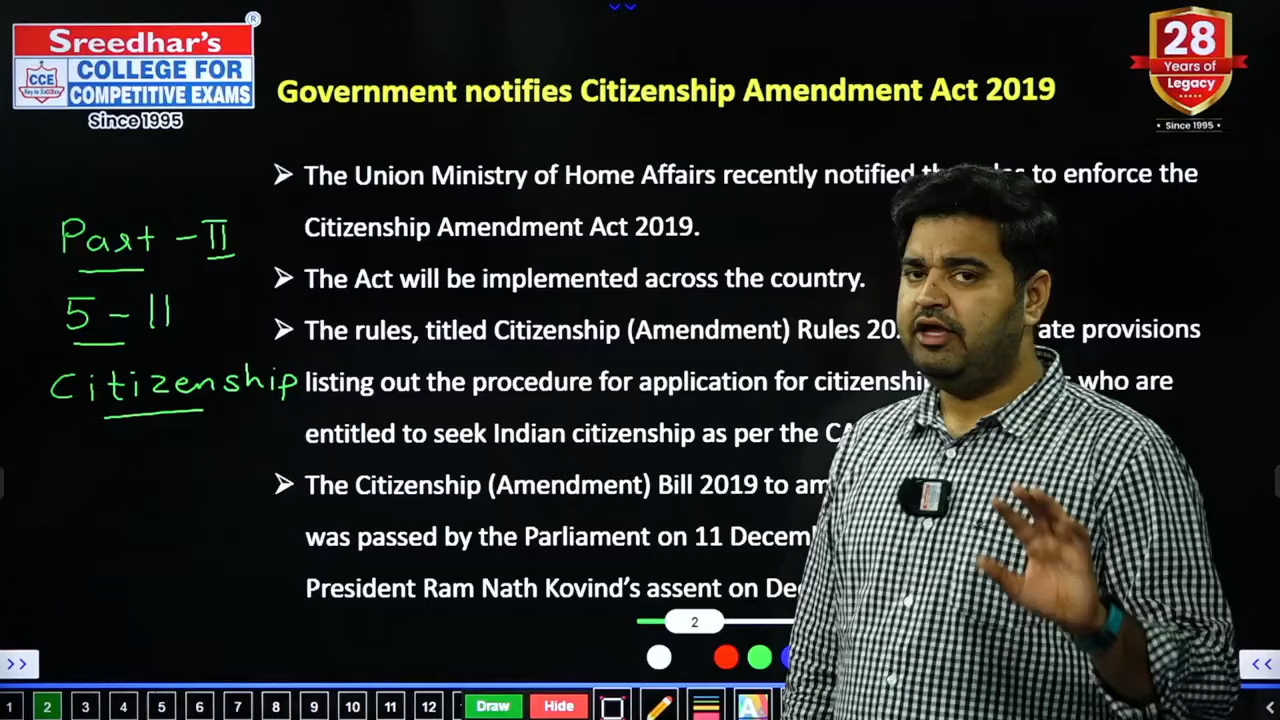 Sreedhar's
®
CCE
Key to Success
COLLEGE FOR
COMPETITIVE EXAMS
Since 1995
28
Years of
Legacy
• Since 1995 •
Government notifies Citizenship Amendment Act 2019
➤ The Union Ministry of Home Affairs recently notified to enforce the
Citizenship Amendment Act 2019.
➤ The Act will be implemented across the country.
➤ The rules, titled Citizenship (Amendment) Rules provisions
listing out the procedure for application for who are
entitled to seek Indian citizenship as per the
➤ The Citizenship (Amendment) Bill 2019 to
was passed by the Parliament on 11
President Ram Nath Kovind's assent on
Part - II
5 - 11
Citizenship
2
>> <<
1 2 3 4 5 6 7 8 9 10 11 12 Draw Hide A <